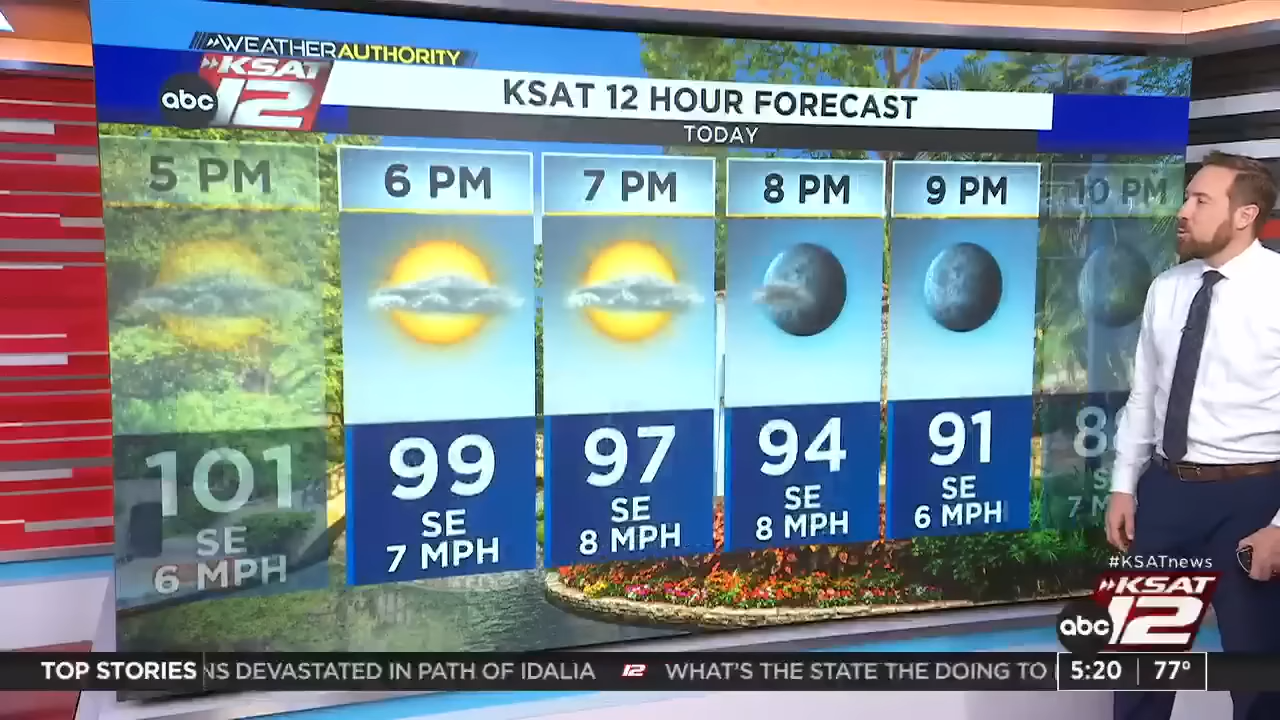 WEATHERAUTHORITY
KSAT
abc 12
KSAT 12 HOUR FORECAST
TODAY
5 PM
6 PM
7 PM
8 PM
9 PM
10 PM
101
SE
6 MPH
99
SE
7 MPH
97
SE
8 MPH
94
SE
8 MPH
91
SE
6 MPH
#KSATnews
KSAT
abc 12
TOP STORIES
DEVASTATED IN PATH OF IDALIA 12 WHAT'S THE STATE THE DOING TO
5:20 77°